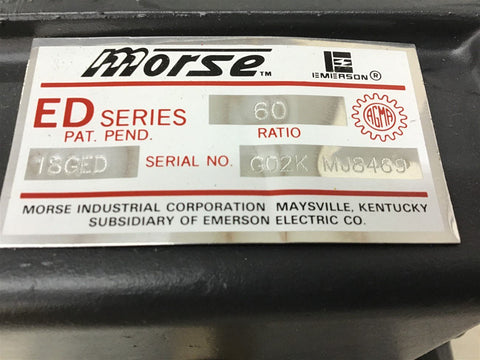 morse™
EMERSON®
ED SERIES
PAT. PEND.
60
RATIO
AGMA
18GED
SERIAL NO.
G02K MJ8469
MORSE INDUSTRIAL CORPORATION MAYSVILLE, KENTUCKY
SUBSIDIARY OF EMERSON ELECTRIC CO.